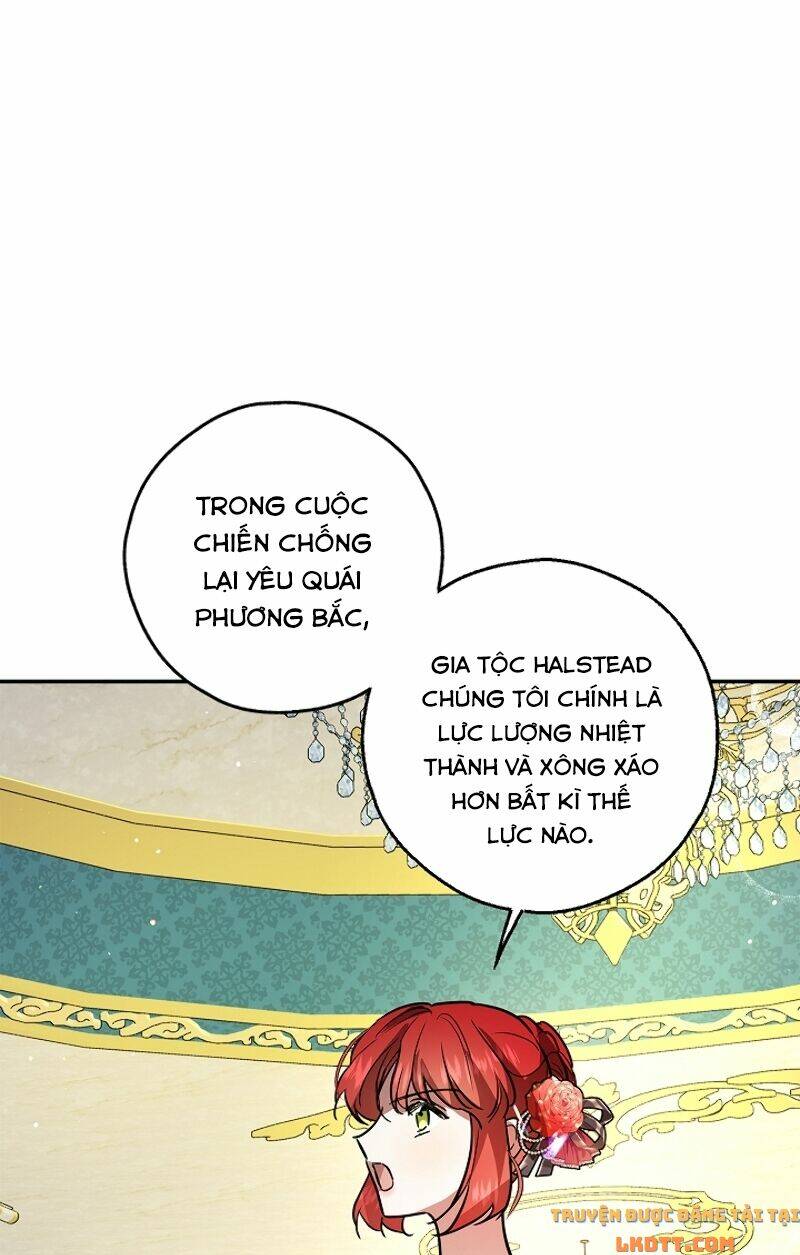 TRONG CUỘC
CHIẾN CHỐNG
LẠI YÊU QUÁI
PHƯƠNG BẮC,
GIA TỘC HALSTEAD
CHÚNG TÔI CHÍNH LÀ
LỰC LƯỢNG NHIỆT
THÀNH VÀ XÔNG XÁO
HƠN BẤT KÌ THẾ
LỰC NÀO.
TRUYỆN ĐƯỢC ĐĂNG TẢI TẠI
LKDTT.COM